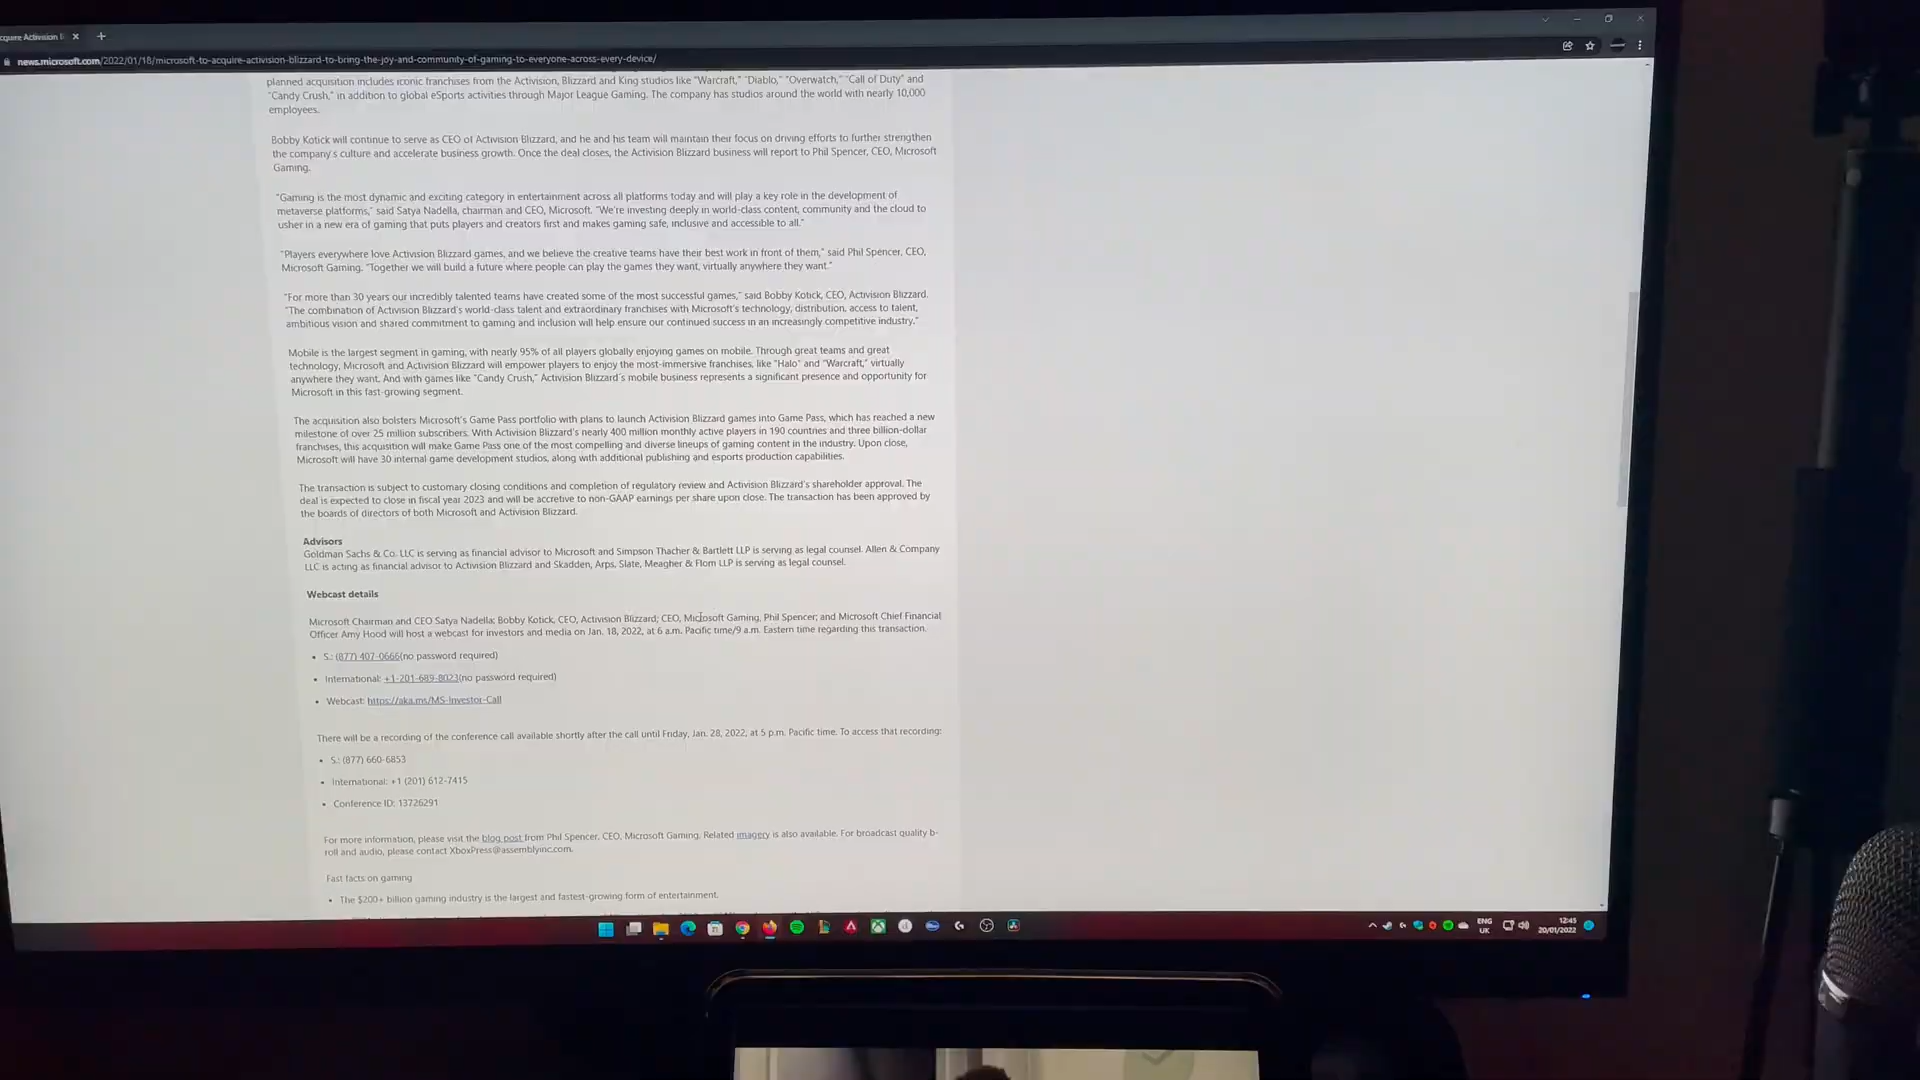 cquire Activision
news.microsoft.com/2022/01/18/microsoft-to-acquire-activision-blizzard-to-bring-the-joy-and-community-of-gaming-to-everyone-across-every-device/
planned acquisition includes iconic franchises from the Activision, Blizzard and King studios like "Warcraft," "Diablo," "Overwatch," "Call of Duty" and
"Candy Crush," in addition to global eSports activities through Major League Gaming. The company has studios around the world with nearly 10,000
employees.
Bobby Kotick will continue to serve as CEO of Activision Blizzard, and he and his team will maintain their focus on driving efforts to further strengthen
the company's culture and accelerate business growth. Once the deal closes, the Activision Blizzard business will report to Phil Spencer, CEO, Microsoft
Gaming.
"Gaming is the most dynamic and exciting category in entertainment across all platforms today and will play a key role in the development of
metaverse platforms," said Satya Nadella, chairman and CEO, Microsoft. "We're investing deeply in world-class content, community and the cloud to
usher in a new era of gaming that puts players and creators first and makes gaming safe, inclusive and accessible to all."
"Players everywhere love Activision Blizzard games, and we believe the creative teams have their best work in front of them," said Phil Spencer, CEO,
Microsoft Gaming. "Together we will build a future where people can play the games they want, virtually anywhere they want."
"For more than 30 years our incredibly talented teams have created some of the most successful games," said Bobby Kotick, CEO, Activision Blizzard.
"The combination of Activision Blizzard's world-class talent and extraordinary franchises with Microsoft's technology, distribution, access to talent,
ambitious vision and shared commitment to gaming and inclusion will help ensure our continued success in an increasingly competitive industry."
Mobile is the largest segment in gaming, with nearly 95% of all players globally enjoying games on mobile. Through great teams and great
technology, Microsoft and Activision Blizzard will empower players to enjoy the most-immersive franchises, like "Halo" and "Warcraft," virtually
anywhere they want. And with games like "Candy Crush," Activision Blizzard's mobile business represents a significant presence and opportunity for
Microsoft in this fast-growing segment.
The acquisition also bolsters Microsoft's Game Pass portfolio with plans to launch Activision Blizzard games into Game Pass, which has reached a new
milestone of over 25 million subscribers. With Activision Blizzard's nearly 400 million monthly active players in 190 countries and three billion-dollar
franchises, this acquisition will make Game Pass one of the most compelling and diverse lineups of gaming content in the industry. Upon close,
Microsoft will have 30 internal game development studios, along with additional publishing and esports production capabilities.
The transaction is subject to customary closing conditions and completion of regulatory review and Activision Blizzard's shareholder approval. The
deal is expected to close in fiscal year 2023 and will be accretive to non-GAAP earnings per share upon close. The transaction has been approved by
the boards of directors of both Microsoft and Activision Blizzard.
Advisors
Goldman Sachs & Co. LLC is serving as financial advisor to Microsoft and Simpson Thacher & Bartlett LLP is serving as legal counsel. Allen & Company
LLC is acting as financial advisor to Activision Blizzard and Skadden, Arps, Slate, Meagher & Flom LLP is serving as legal counsel.
Webcast details
Microsoft Chairman and CEO Satya Nadella; Bobby Kotick, CEO, Activision Blizzard; CEO, Microsoft Gaming, Phil Spencer; and Microsoft Chief Financial
Officer Amy Hood will host a webcast for investors and media on Jan. 18, 2022, at 6 a.m. Pacific time/9 a.m. Eastern time regarding this transaction.
• S.: (877) 407-0666(no password required)
• International: +1-201-689-8023(no password required)
• Webcast: https://aka.ms/MS-Investor-Call
There will be a recording of the conference call available shortly after the call until Friday, Jan. 28, 2022, at 5 p.m. Pacific time. To access that recording:
• S.: (877) 660-6853
• International: +1 (201) 612-7415
• Conference ID: 13726291
For more information, please visit the blog post from Phil Spencer, CEO, Microsoft Gaming. Related imagery is also available. For broadcast quality b-
roll and audio, please contact XboxPress@assemblyinc.com.
Fast facts on gaming
• The $200+ billion gaming industry is the largest and fastest-growing form of entertainment.
ENG
UK
12:45
20/01/2022